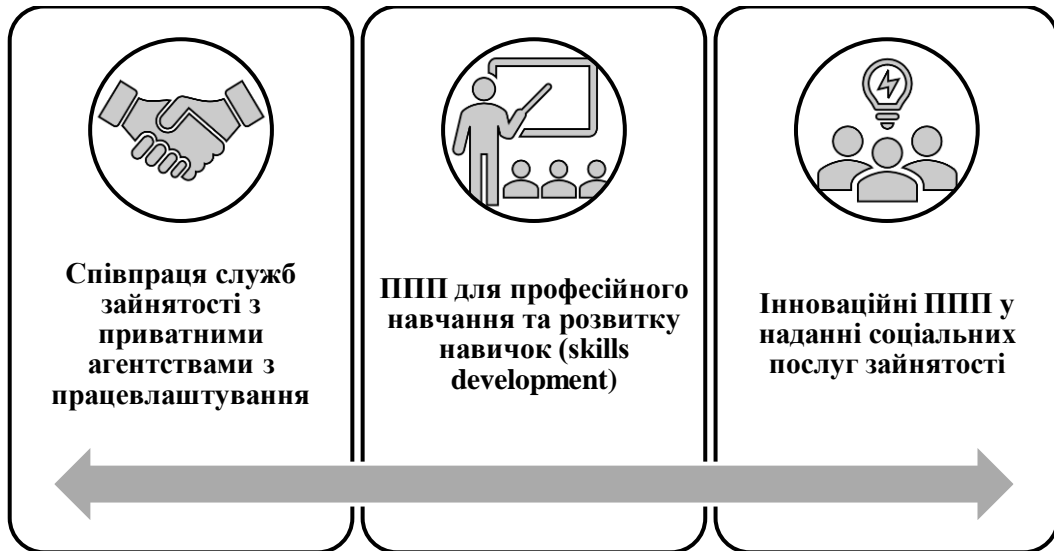 Співпраця служб
зайнятості з
приватними
агентствами з
працевлаштування
ППП для професійного
навчання та розвитку
навичок (skills
development)
Інноваційні ППП у
наданні соціальних
послуг зайнятості